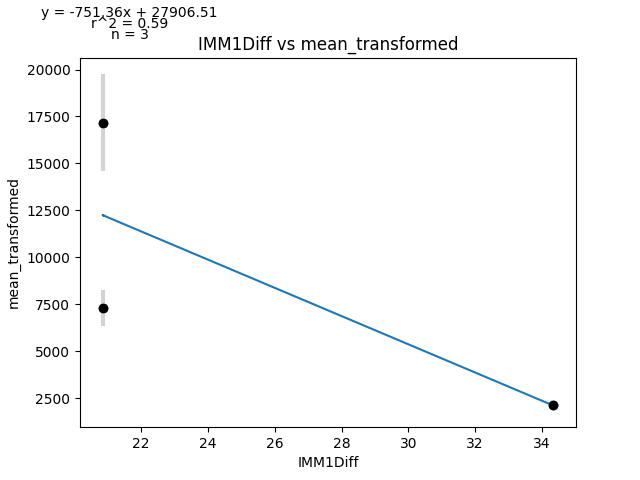 y = -751.36x + 27906.51
r^2 = 0.59
n = 3
IMM1Diff vs mean_transformed
20000
17500
15000
12500
10000
7500
5000
2500
mean_transformed
22 24 26 28 30 32 34
IMM1Diff